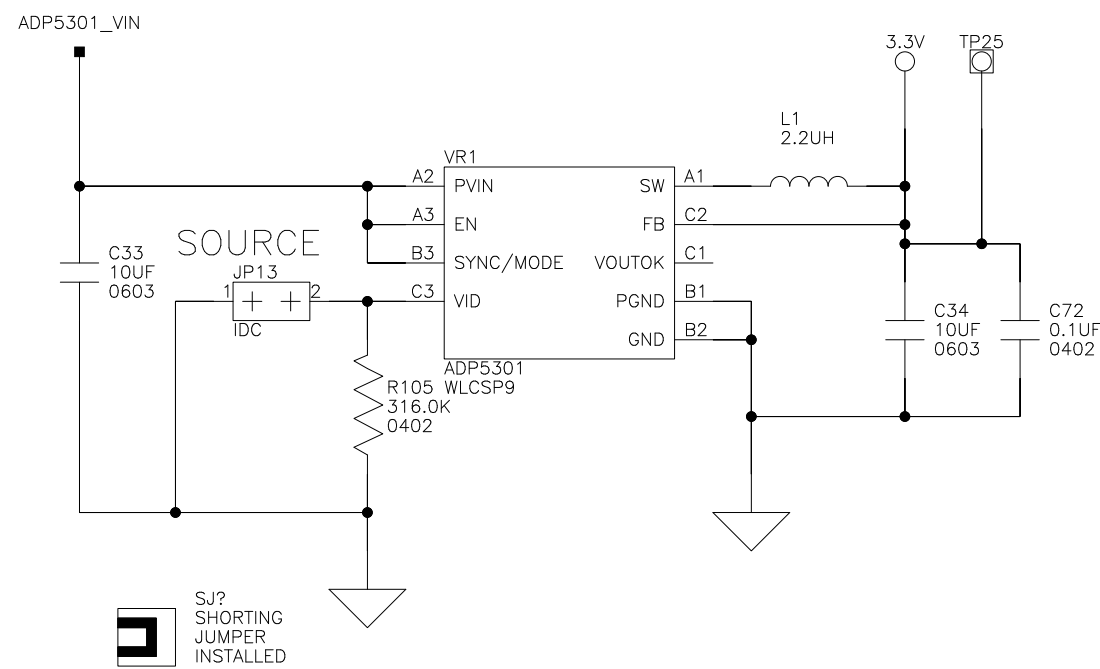 ADP5301_VIN
3.3V
TP25
L1
2.2UH
VR1
A2
PVIN
SW
A1
A3
EN
FB
C2
SOURCE
C33
10UF
0603
B3
SYNC/MODE
VOUTOK
C1
JP13
1
2
IDC
C3
VID
PGND
B1
GND
B2
C34
10UF
0603
C72
0.1UF
0402
ADP5301
WLCSP9
R105
316.0K
0402
SJ?
SHORTING
JUMPER
INSTALLED